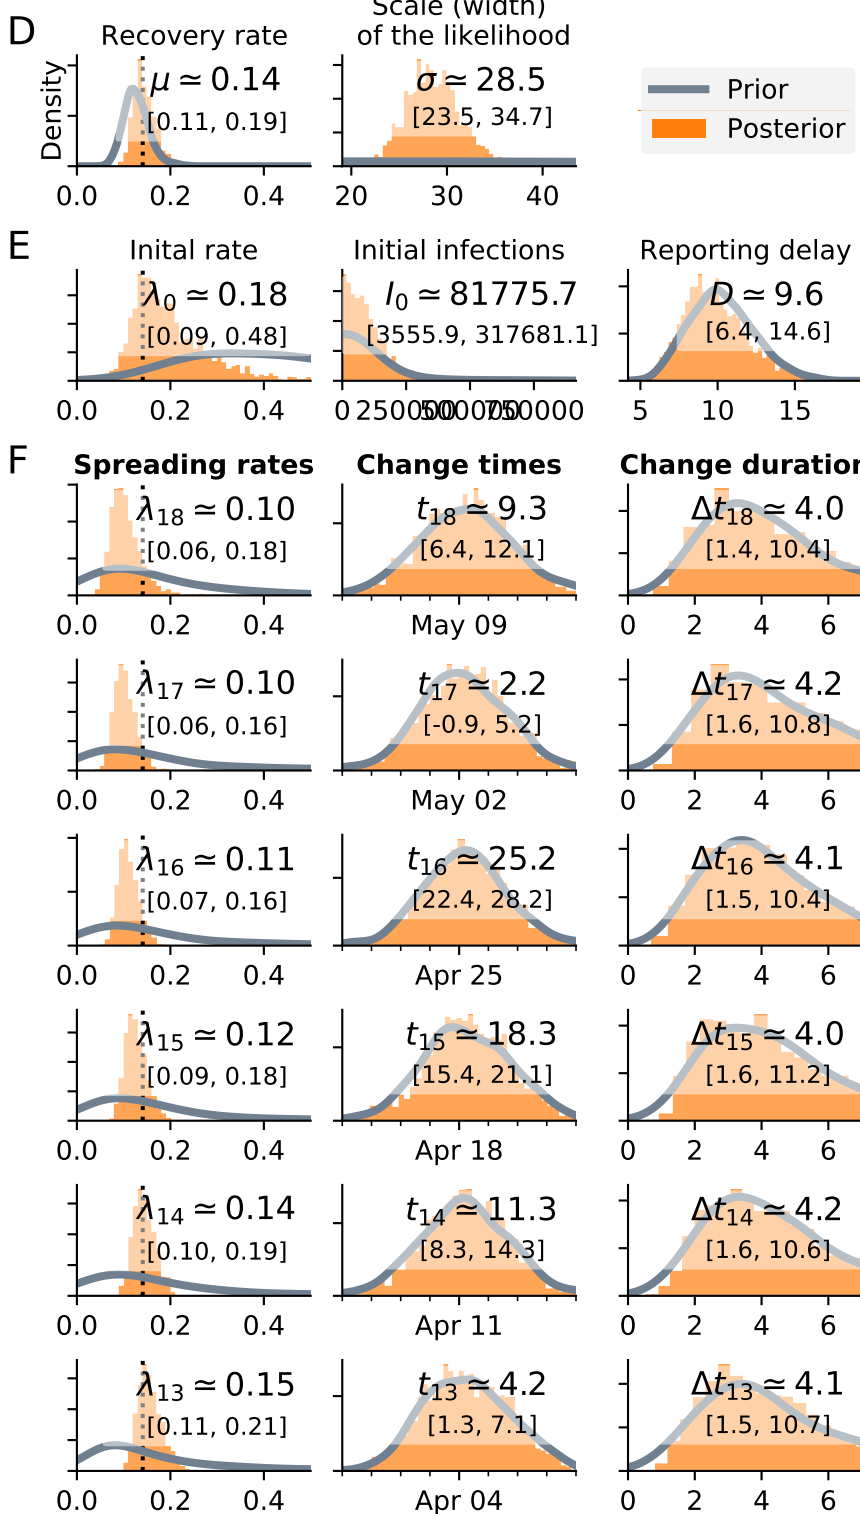 D
Recovery rate
Scale (width)
of the likelihood
Density
μ ≃ 0.14
[0.11, 0.19]
σ ≃ 28.5
[23.5, 34.7]
Prior
Posterior
0.0 0.2 0.4
20 30 40
E
Inital rate
Initial infections
Reporting delay
λ0 ≃ 0.18
[0.09, 0.48]
I0 ≃ 81775.7
[3555.9, 317681.1]
D ≃ 9.6
[6.4, 14.6]
0.0 0.2 0.4
0 250000 500000 750000
5 10 15
F
Spreading rates
Change times
Change duration
λ18 ≃ 0.10
[0.06, 0.18]
t18 ≃ 9.3
[6.4, 12.1]
Δt18 ≃ 4.0
[1.4, 10.4]
0.0 0.2 0.4
May 09
0 2 4 6
λ17 ≃ 0.10
[0.06, 0.16]
t17 ≃ 2.2
[-0.9, 5.2]
Δt17 ≃ 4.2
[1.6, 10.8]
0.0 0.2 0.4
May 02
0 2 4 6
λ16 ≃ 0.11
[0.07, 0.16]
t16 ≃ 25.2
[22.4, 28.2]
Δt16 ≃ 4.1
[1.5, 10.4]
0.0 0.2 0.4
Apr 25
0 2 4 6
λ15 ≃ 0.12
[0.09, 0.18]
t15 ≃ 18.3
[15.4, 21.1]
Δt15 ≃ 4.0
[1.6, 11.2]
0.0 0.2 0.4
Apr 18
0 2 4 6
λ14 ≃ 0.14
[0.10, 0.19]
t14 ≃ 11.3
[8.3, 14.3]
Δt14 ≃ 4.2
[1.6, 10.6]
0.0 0.2 0.4
Apr 11
0 2 4 6
λ13 ≃ 0.15
[0.11, 0.21]
t13 ≃ 4.2
[1.3, 7.1]
Δt13 ≃ 4.1
[1.5, 10.7]
0.0 0.2 0.4
Apr 04
0 2 4 6